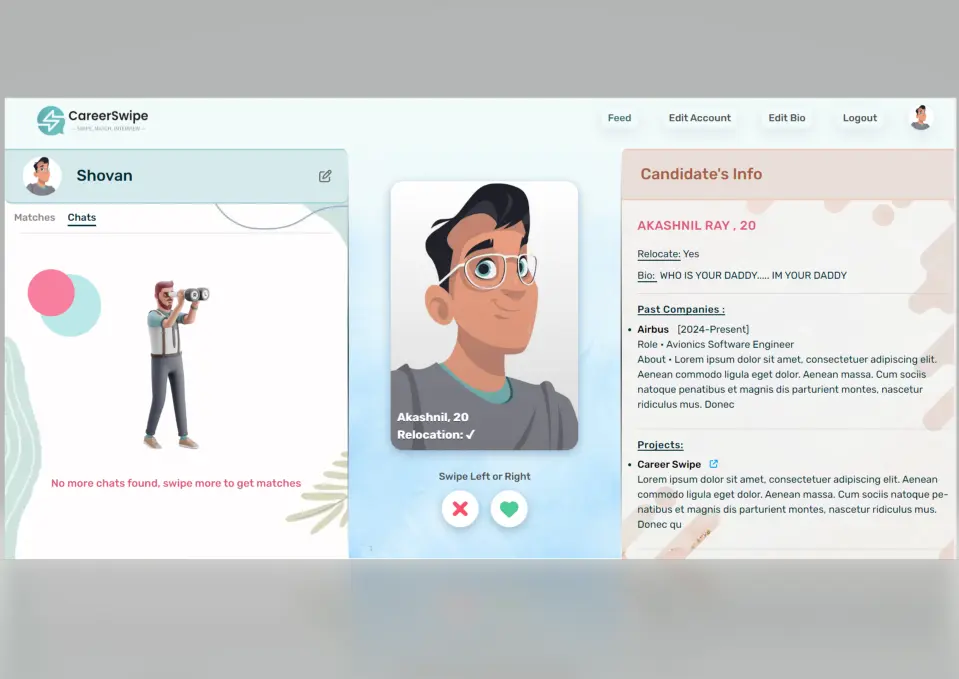 CareerSwipe
- SWIPE, MATCH, INTERVIEW -
Feed
Edit Account
Edit Bio
Logout
Shovan
Matches
Chats
No more chats found, swipe more to get matches
Akashnil, 20
Relocation: ✓
Swipe Left or Right
Candidate's Info
AKASHNIL RAY , 20
Relocate: Yes
Bio: WHO IS YOUR DADDY..... IM YOUR DADDY
Past Companies :
• Airbus [2024-Present]
Role • Avionics Software Engineer
About • Lorem ipsum dolor sit amet, consectetuer adipiscing elit.
Aenean commodo ligula eget dolor. Aenean massa. Cum sociis
natoque penatibus et magnis dis parturient montes, nascetur
ridiculus mus. Donec
Projects:
• Career Swipe
Lorem ipsum dolor sit amet, consectetuer adipiscing elit. Aenean
commodo ligula eget dolor. Aenean massa. Cum sociis natoque pe-
natibus et magnis dis parturient montes, nascetur ridiculus mus.
Donec qu